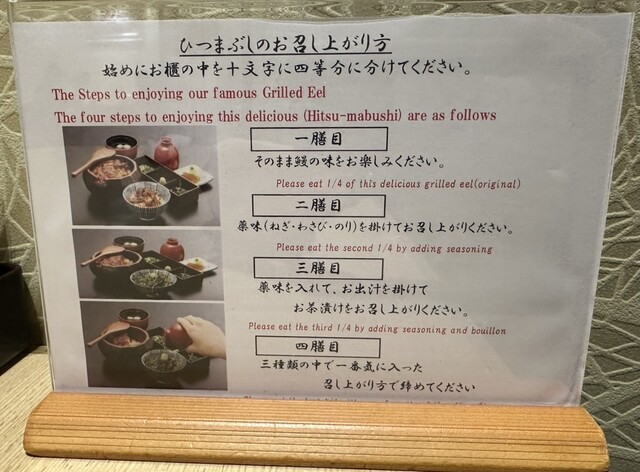 ひつまぶしのお召し上がり方
始めにお櫃の中を十文字に四等分に分けてください。
The Steps to enjoying our famous Grilled Eel
The four steps to enjoying this delicious (Hitsu-mabushi) are as follows
一膳目
そのまま鰻の味をお楽しみください。
Please eat 1/4 of this delicious grilled eel(original)
二膳目
薬味(ねぎ・わさび・のり)を掛けてお召し上がりください。
Please eat the second 1/4 by adding seasoning
三膳目
薬味を入れて、お出汁を掛けて
お茶漬けをお召し上がりください。
Please eat the third 1/4 by adding seasoning and bouillon
四膳目
三種類の中で一番気に入った
召し上がり方で締めてください